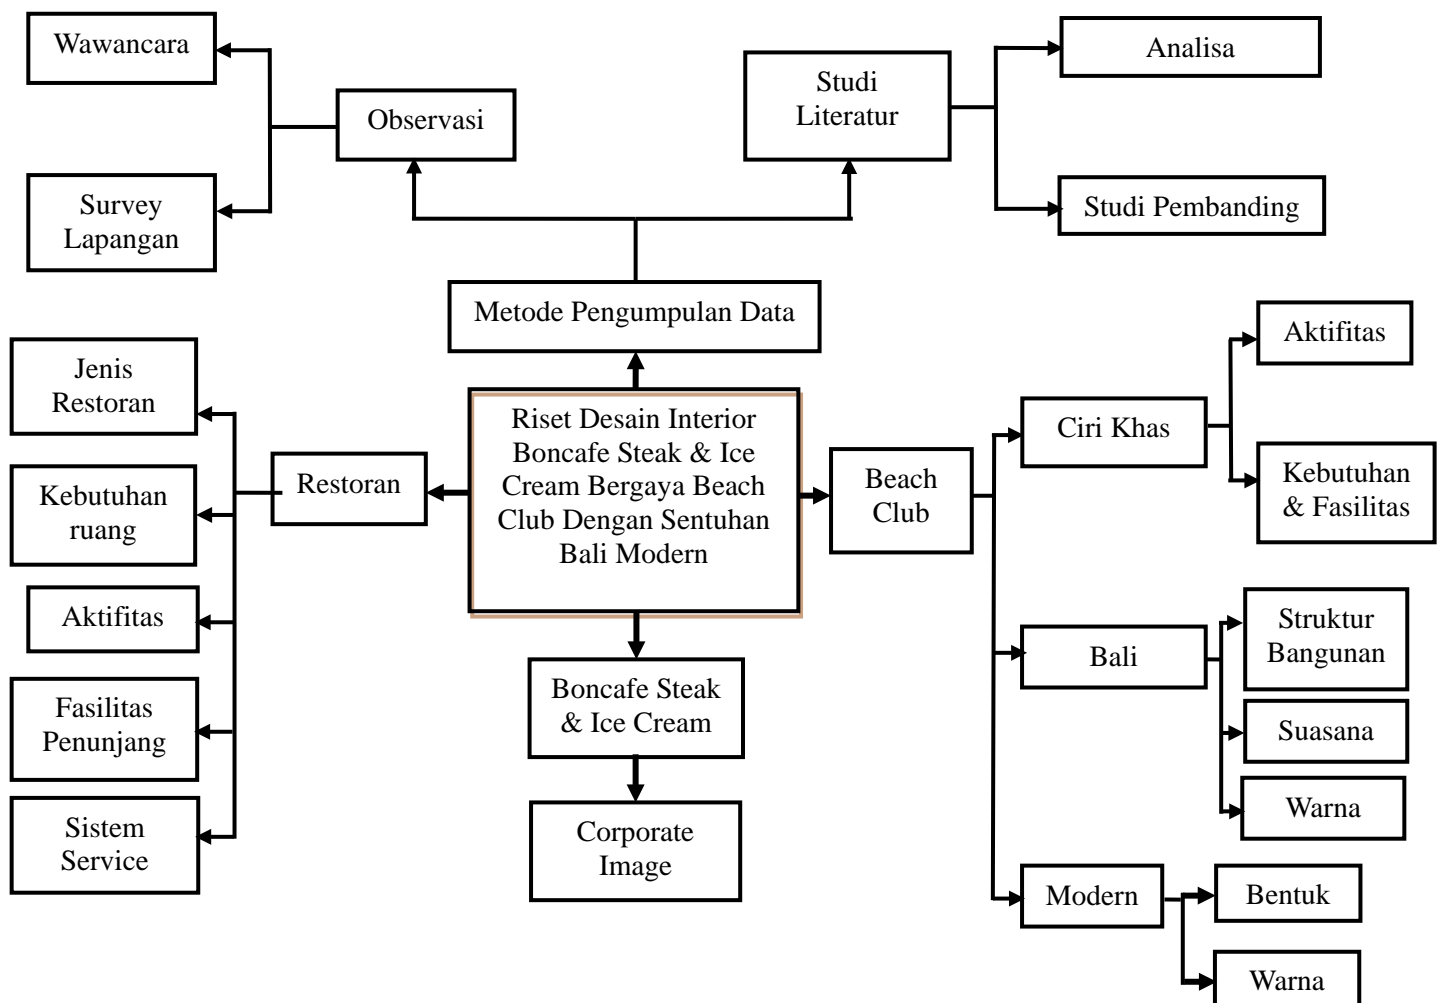 Wawancara
Observasi
Survey
Lapangan
Studi
Literatur
Analisa
Studi Pembanding
Metode Pengumpulan Data
Riset Desain Interior
Boncafe Steak & Ice
Cream Bergaya Beach
Club Dengan Sentuhan
Bali Modern
Restoran
Jenis
Restoran
Kebutuhan
ruang
Aktifitas
Fasilitas
Penunjang
Sistem
Service
Boncafe Steak
& Ice Cream
Corporate
Image
Beach
Club
Ciri Khas
Aktifitas
Kebutuhan
& Fasilitas
Bali
Struktur
Bangunan
Suasana
Warna
Modern
Bentuk
Warna